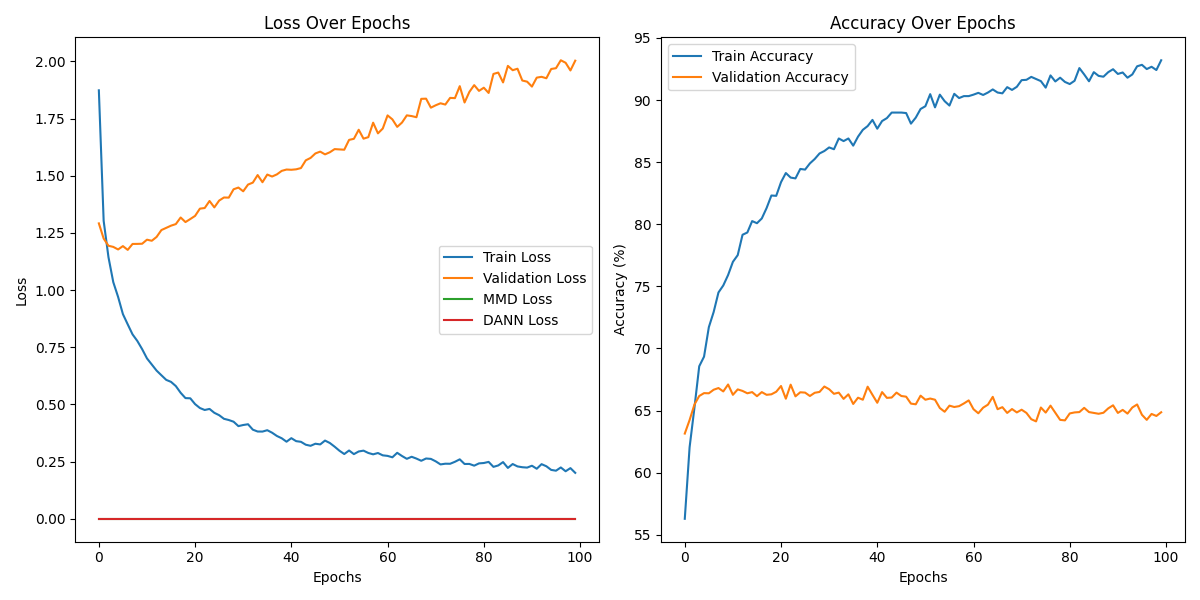 Loss Over Epochs
2.00
1.75
1.50
1.25
1.00
0.75
0.50
0.25
0.00
Loss
Train Loss
Validation Loss
MMD Loss
DANN Loss
0 20 40 60 80 100
Epochs
Accuracy Over Epochs
95
90
85
80
75
70
65
60
55
Accuracy (%)
Train Accuracy
Validation Accuracy
0 20 40 60 80 100
Epochs